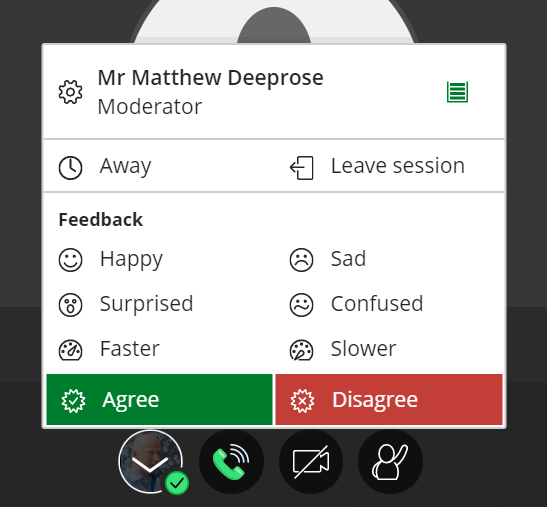 Mr Matthew Deeprose
Moderator
Away
Leave session
Feedback
Happy
Sad
Surprised
Confused
Faster
Slower
Agree
Disagree